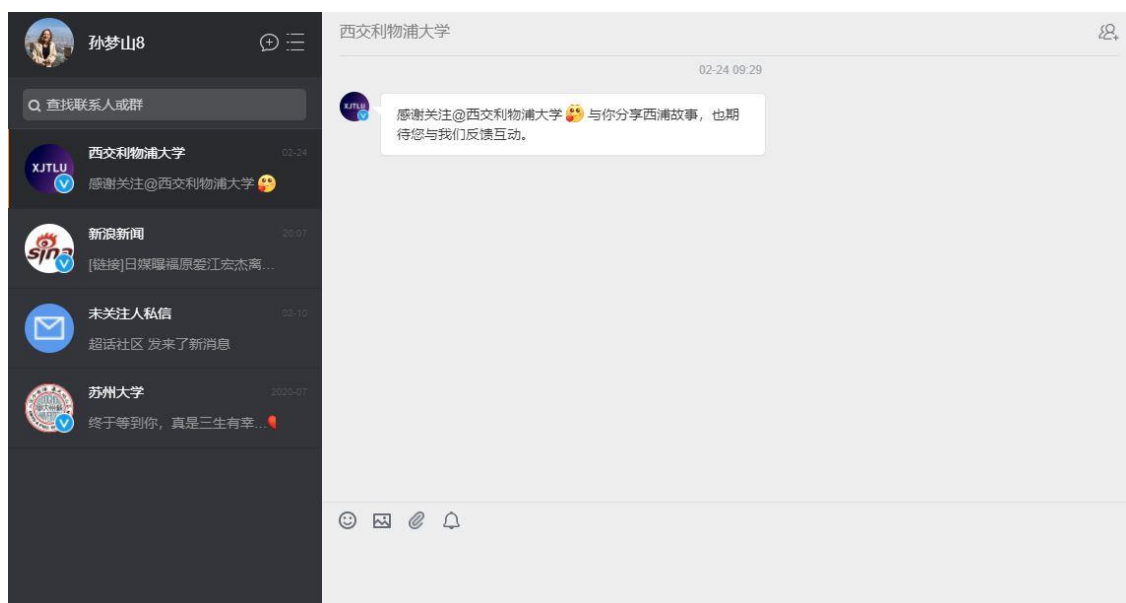 孙梦山8
查找联系人或群
西交利物浦大学
02-24
感谢关注@西交利物浦大学
XJTLU
新浪新闻
20:07
sina
[链接]日媒曝福原爱江宏杰离...
未关注人私信
02-10
超话社区 发来了新消息
苏州大学
2020-07
终于等到你，真是三生有幸...
西交利物浦大学
02-24 09:29
XJTLU
感谢关注@西交利物浦大学 与你分享西浦故事，也期
待您与我们反馈互动。